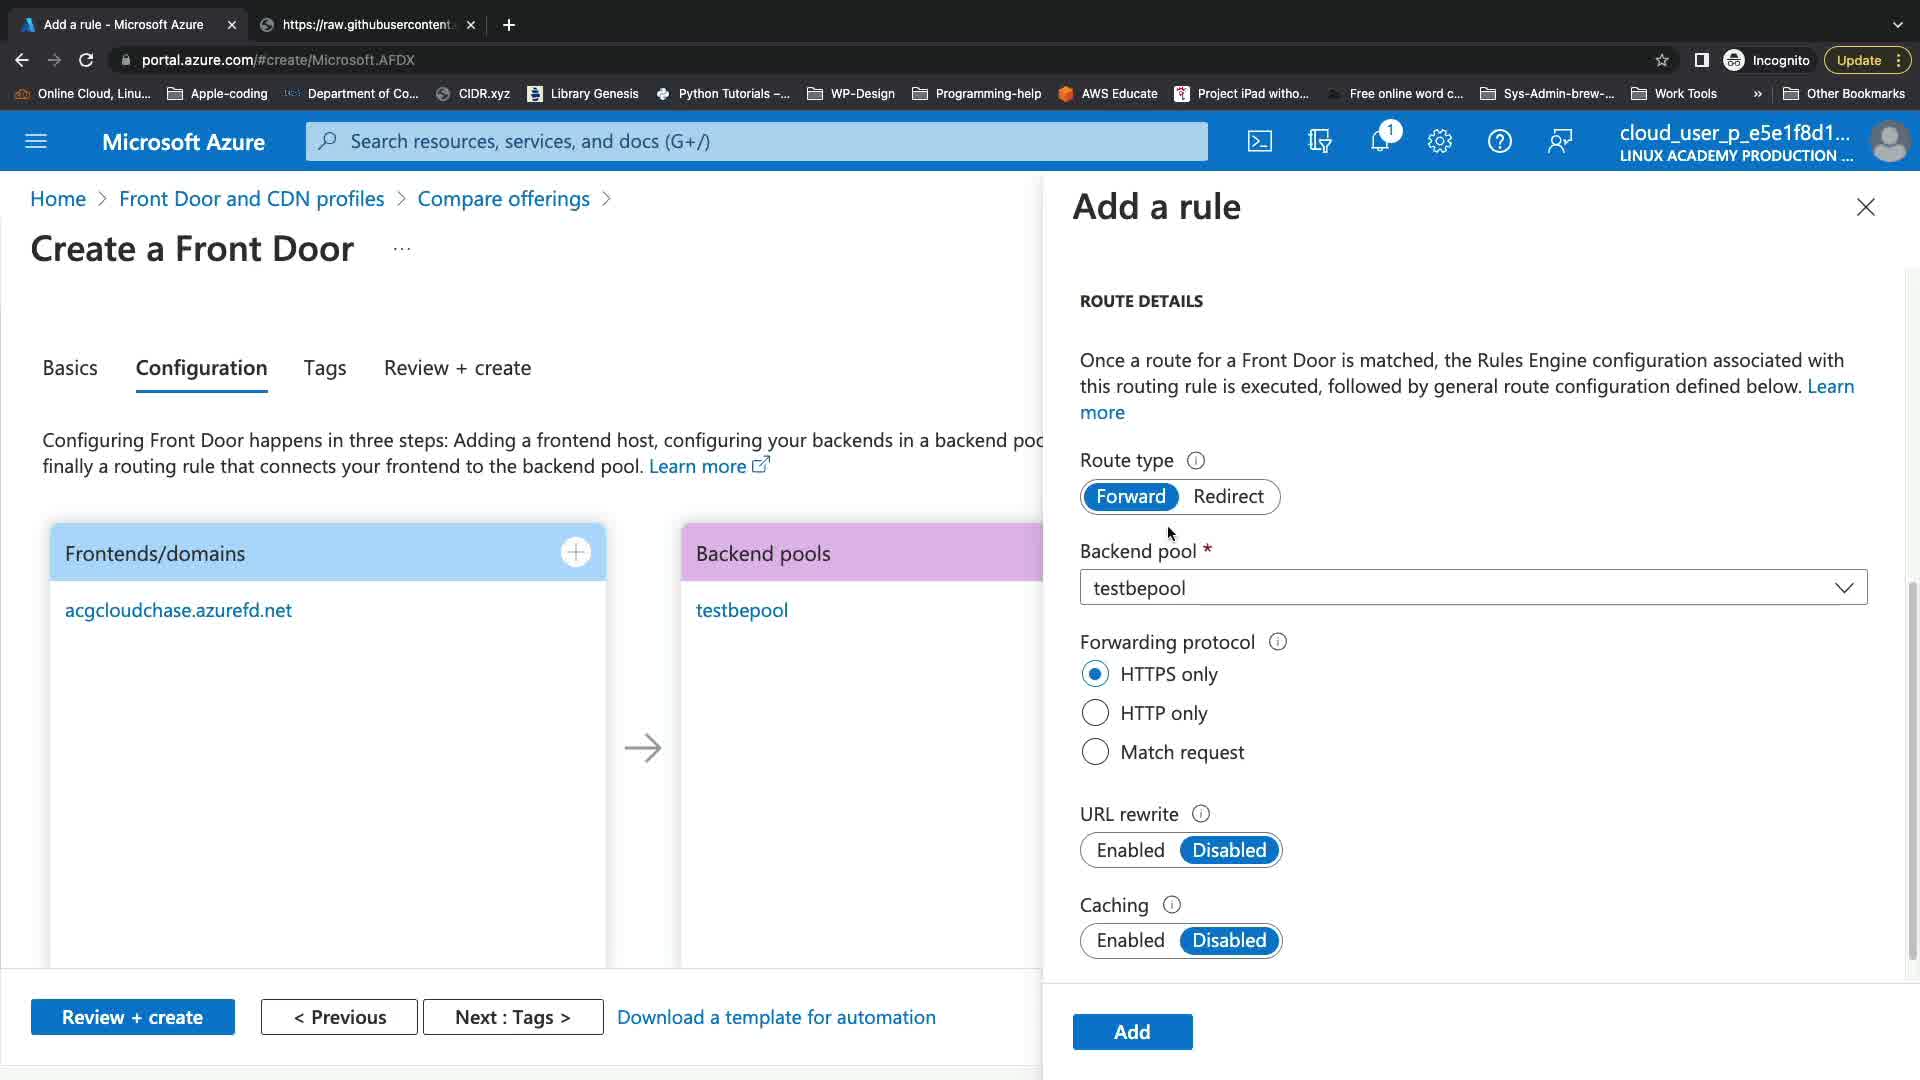 Add a rule - Microsoft Azure
https://raw.githubusercontent.
portal.azure.com/#create/Microsoft.AFDX
Incognito
Update
Online Cloud, Linu...
Apple-coding
Department of Co...
CIDR.xyz
Library Genesis
Python Tutorials –...
WP-Design
Programming-help
AWS Educate
Project iPad witho...
Free online word c...
Sys-Admin-brew-...
Work Tools
»
Other Bookmarks
Microsoft Azure
Search resources, services, and docs (G+/)
1
cloud_user_p_e5e1f8d1...
LINUX ACADEMY PRODUCTION ...
Home > Front Door and CDN profiles > Compare offerings >
Create a Front Door
...
Basics
Configuration
Tags
Review + create
Configuring Front Door happens in three steps: Adding a frontend host, configuring your backends in a backend poo
finally a routing rule that connects your frontend to the backend pool. Learn more
Frontends/domains
acgcloudchase.azurefd.net
Backend pools
testbepool
Review + create
< Previous
Next : Tags >
Download a template for automation
Add a rule
ROUTE DETAILS
Once a route for a Front Door is matched, the Rules Engine configuration associated with
this routing rule is executed, followed by general route configuration defined below. Learn
more
Route type
Forward
Redirect
Backend pool *
testbepool
Forwarding protocol
HTTPS only
HTTP only
Match request
URL rewrite
Enabled
Disabled
Caching
Enabled
Disabled
Add